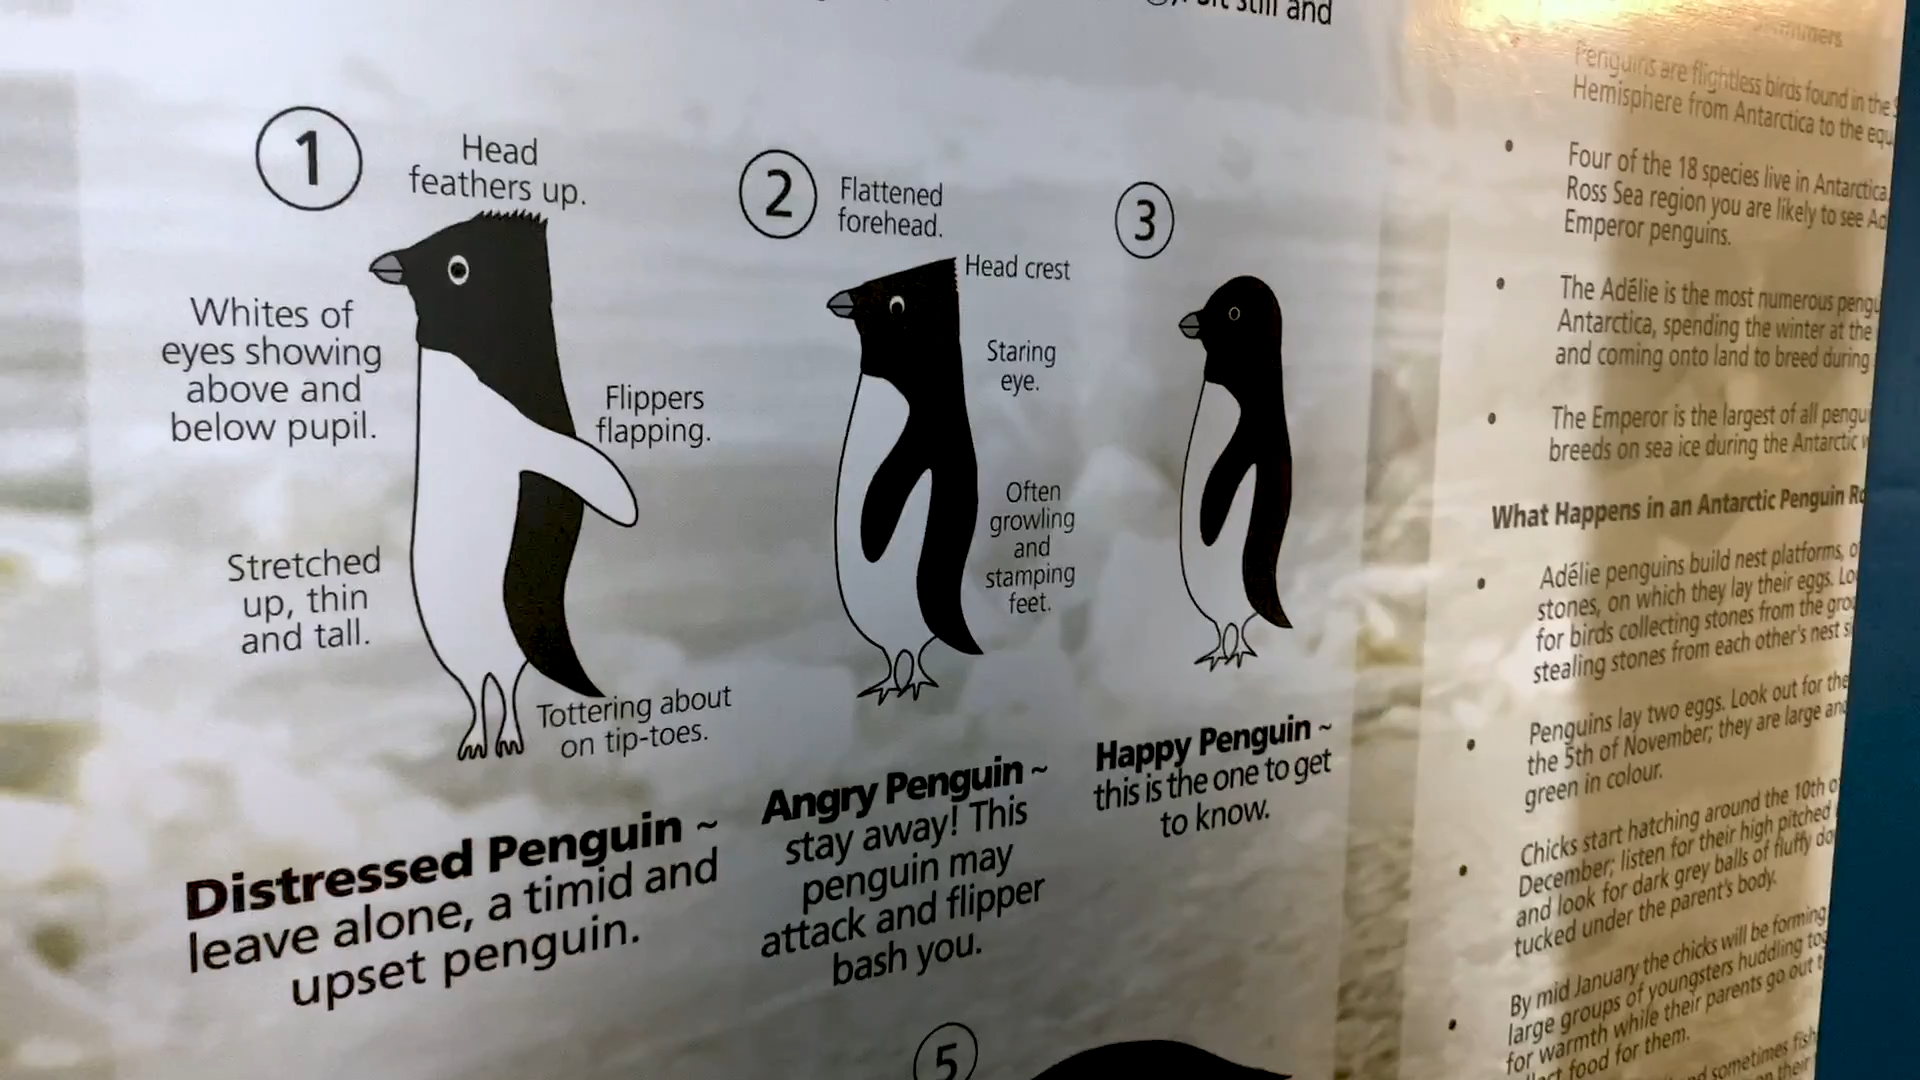 still and
1
Head
feathers up.
Whites of
eyes showing
above and
below pupil.
Flippers
flapping.
Stretched
up, thin
and tall.
Tottering about
on tip-toes.
Distressed Penguin ~
leave alone, a timid and
upset penguin.
2
Flattened
forehead.
Head crest
Staring
eye.
Often
growling
and
stamping
feet.
Angry Penguin ~
stay away! This
penguin may
attack and flipper
bash you.
3
Happy Penguin ~
this is the one to get
to know.
5
Penguins are flightless birds found in the
Hemisphere from Antarctica to the
• Four of the 18 species live in Antarctica
Ross Sea region you are likely to see
Emperor penguins.
• The Adélie is the most numerous
Antarctica, spending the winter at the
and coming onto land to breed during
• The Emperor is the largest of all
breeds on sea ice during the Antarctic
What Happens in an Antarctic Penguin
• Adélie penguins build nest platforms,
stones, on which they lay their eggs.
for birds collecting stones from the
stealing stones from each other's nest
• Penguins lay two eggs. Look out for the
the 5th of November; they are large
green in colour.
• Chicks start hatching around the 10th
December; listen for their high pitched
and look for dark grey balls of fluffy
tucked under the parent's body.
• By mid January the chicks will be forming
large groups of youngsters huddling
for warmth while their parents go out
food for them.
sometimes
their